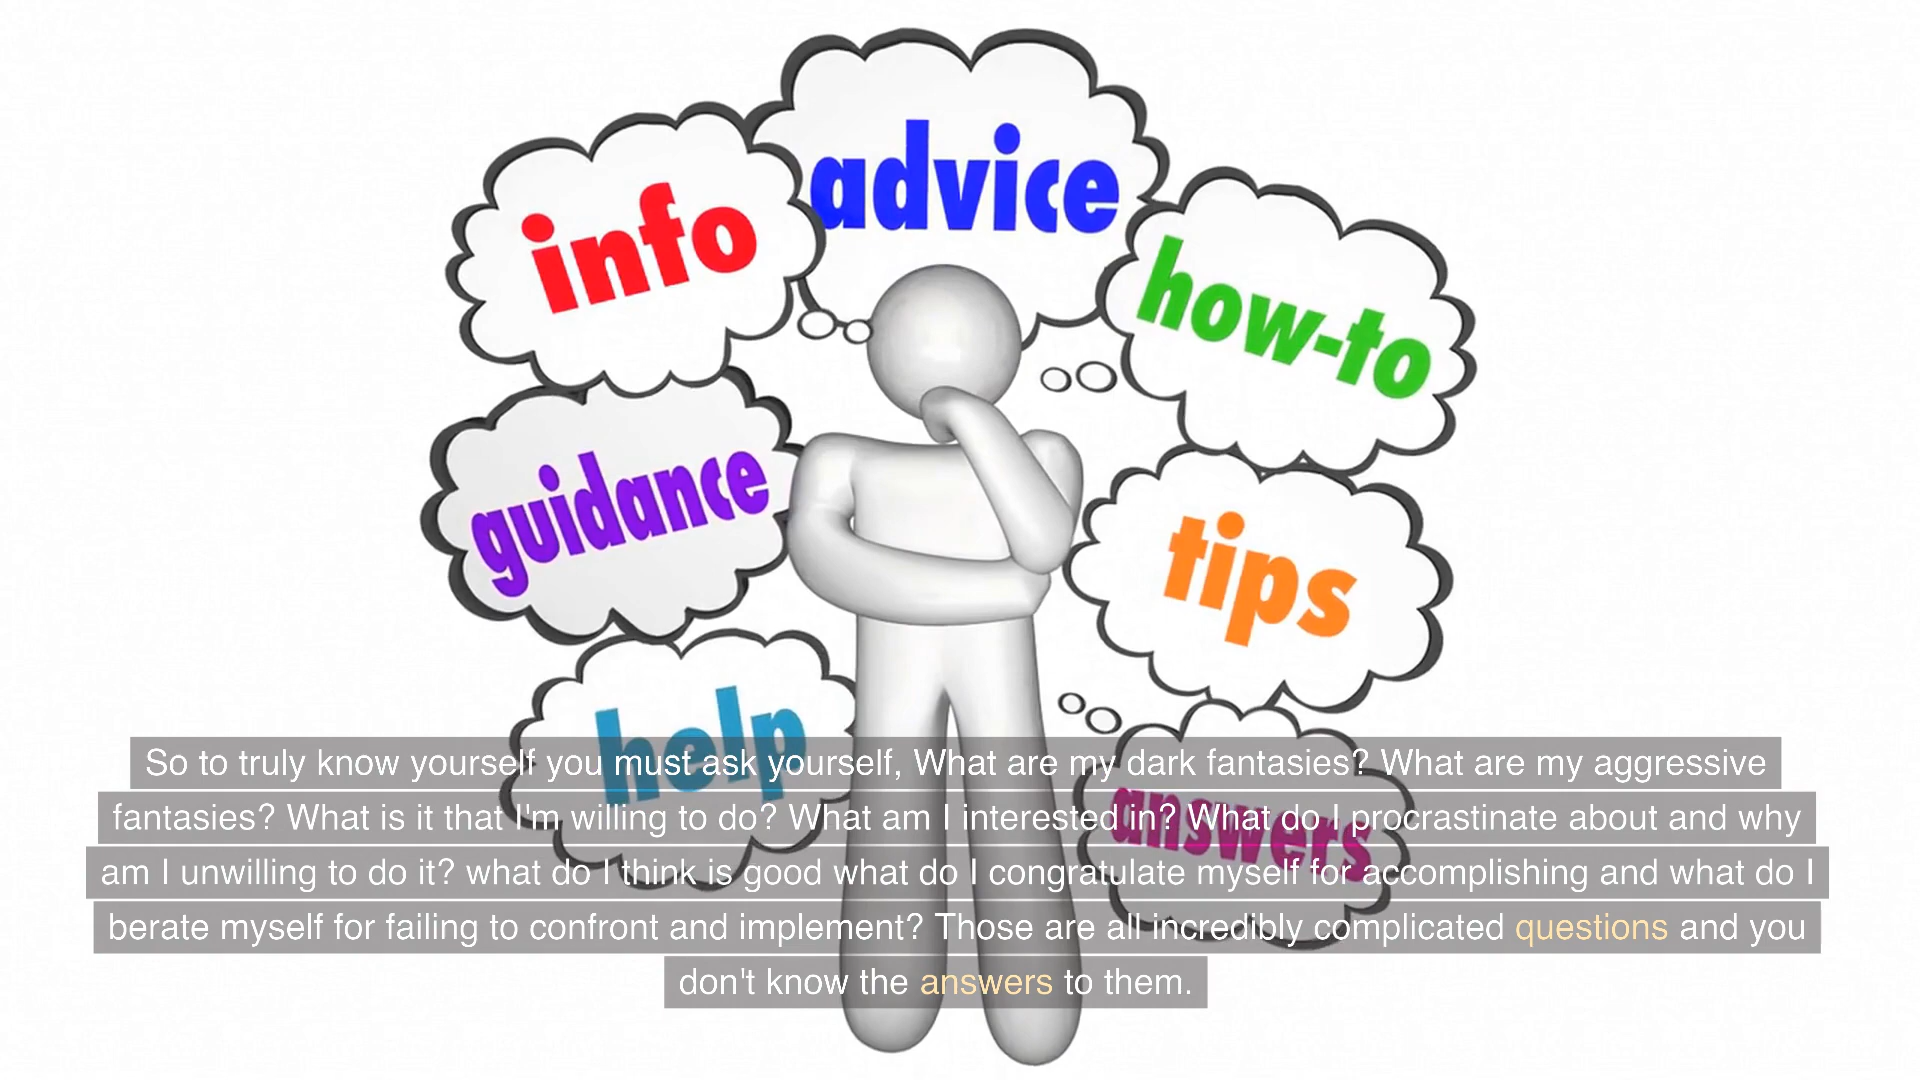 advice
info
how-to
guidance
tips
help
answers
So to truly know yourself you must ask yourself, What are my dark fantasies? What are my aggressive
fantasies? What is it that I'm willing to do? What am I interested in? What do I procrastinate about and why
am I unwilling to do it? what do I think is good what do I congratulate myself for accomplishing and what do I
berate myself for failing to confront and implement? Those are all incredibly complicated questions and you
don't know the answers to them.